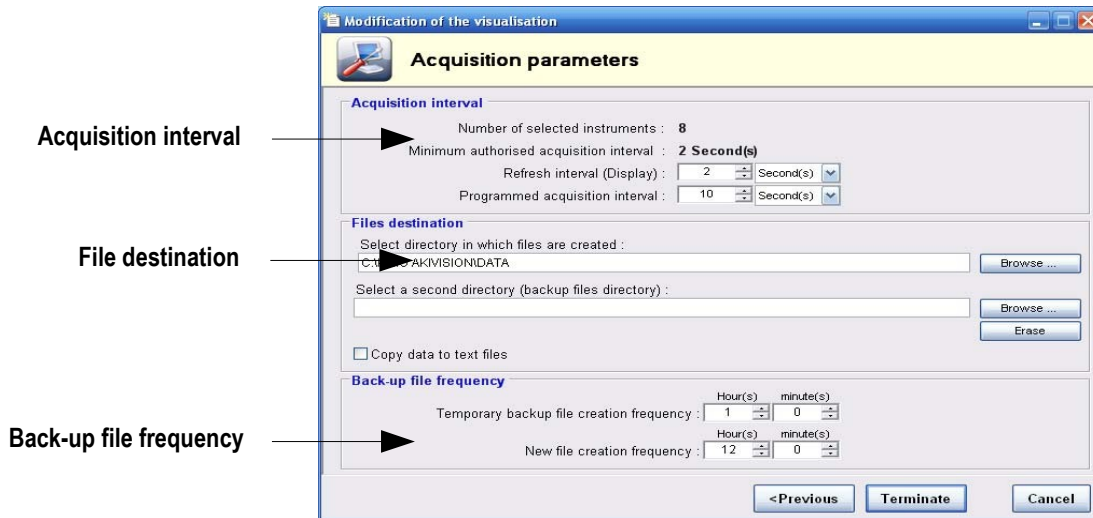 Modification of the visualisation
Acquisition parameters
Acquisition interval
Acquisition interval
Number of selected instruments : 8
Minimum authorised acquisition interval : 2 Second(s)
Refresh interval (Display) : 2 Second(s)
Programmed acquisition interval : 10 Second(s)
File destination
Files destination
Select directory in which files are created :
AKIVISION\DATA
Browse ...
Select a second directory (backup files directory) :
Browse ...
Erase
Copy data to text files
Back-up file frequency
Back-up file frequency
Hour(s) minute(s)
Temporary backup file creation frequency : 1 0
Hour(s) minute(s)
New file creation frequency : 12 0
<Previous Terminate Cancel